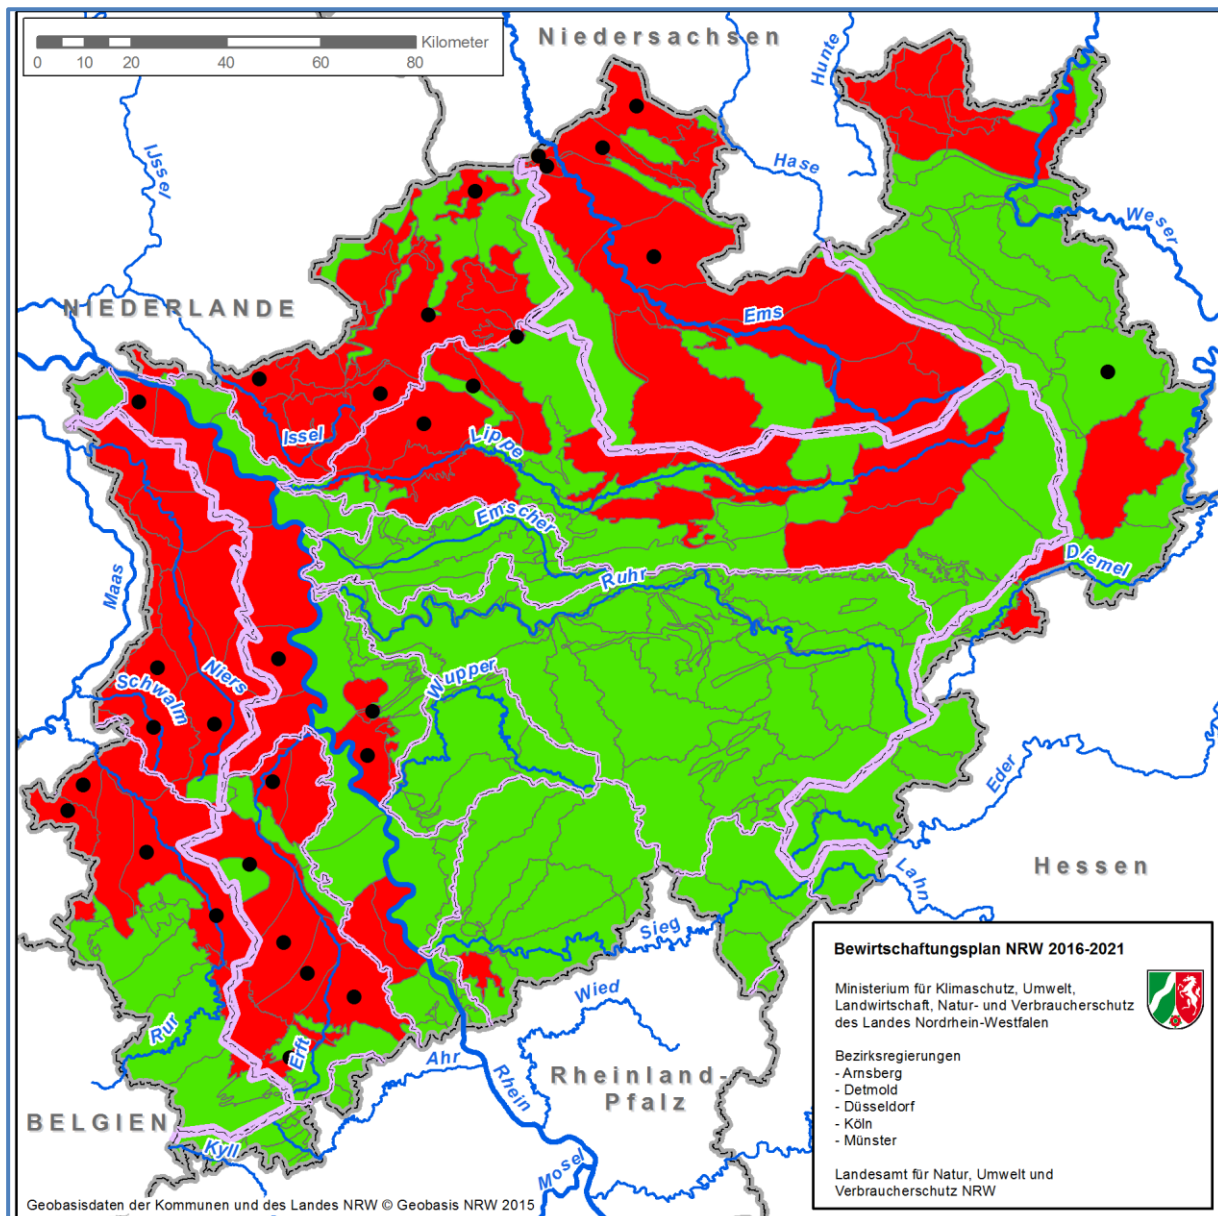 Kilometer
0 10 20 40 60 80
Niedersachsen
Hunte
IJssel
Hase
Weser
NIEDERLANDE
Ems
Issel
Lippe
Emscher
Maas
Ruhr
Diemel
Niers
Schwalm
Wupper
Eder
Hessen
Lahn
Sieg
Wied
Rur
Erft
Ahr
Rhein
Rheinland-
Pfalz
BELGIEN
Kyll
Mosel
Bewirtschaftungsplan NRW 2016-2021
Ministerium für Klimaschutz, Umwelt,
Landwirtschaft, Natur- und Verbraucherschutz
des Landes Nordrhein-Westfalen
Bezirksregierungen
- Arnsberg
- Detmold
- Düsseldorf
- Köln
- Münster
Landesamt für Natur, Umwelt und
Verbraucherschutz NRW
Geobasisdaten der Kommunen und des Landes NRW © Geobasis NRW 2015